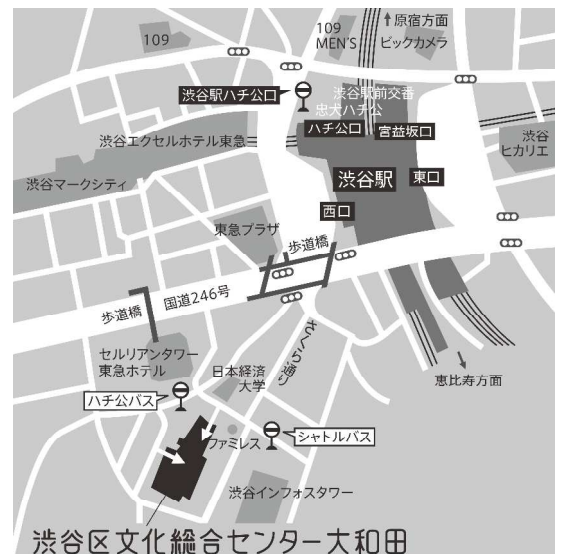 ↑原宿方面
109
109
MEN'S
ビックカメラ
渋谷駅ハチ公口
渋谷駅前交番
忠犬ハチ公
ハチ公口
宮益坂口
渋谷エクセルホテル東急
渋谷
ヒカリエ
渋谷マークシティ
渋谷駅
東口
西口
東急プラザ
歩道橋
国道246号
歩道橋
セルリアンタワー
東急ホテル
日本経済
大学
さくら通り
恵比寿方面
ハチ公バス
ファミレス
シャトルバス
渋谷インフォスタワー
渋谷区文化総合センター大和田